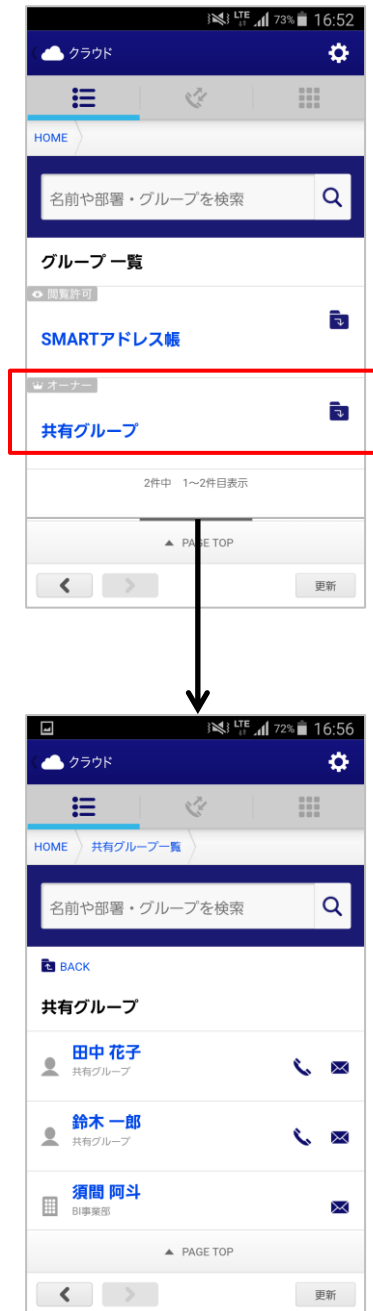 LTE 73% 16:52
クラウド
HOME
名前や部署・グループを検索
グループ 一覧
閲覧許可
SMARTアドレス帳
オーナー
共有グループ
2件中 1～2件目表示
▲ PAGE TOP
更新
LTE 72% 16:56
クラウド
HOME 共有グループ一覧
名前や部署・グループを検索
BACK
共有グループ
田中 花子
共有グループ
鈴木 一郎
共有グループ
須間 阿斗
BI事業部
▲ PAGE TOP
更新